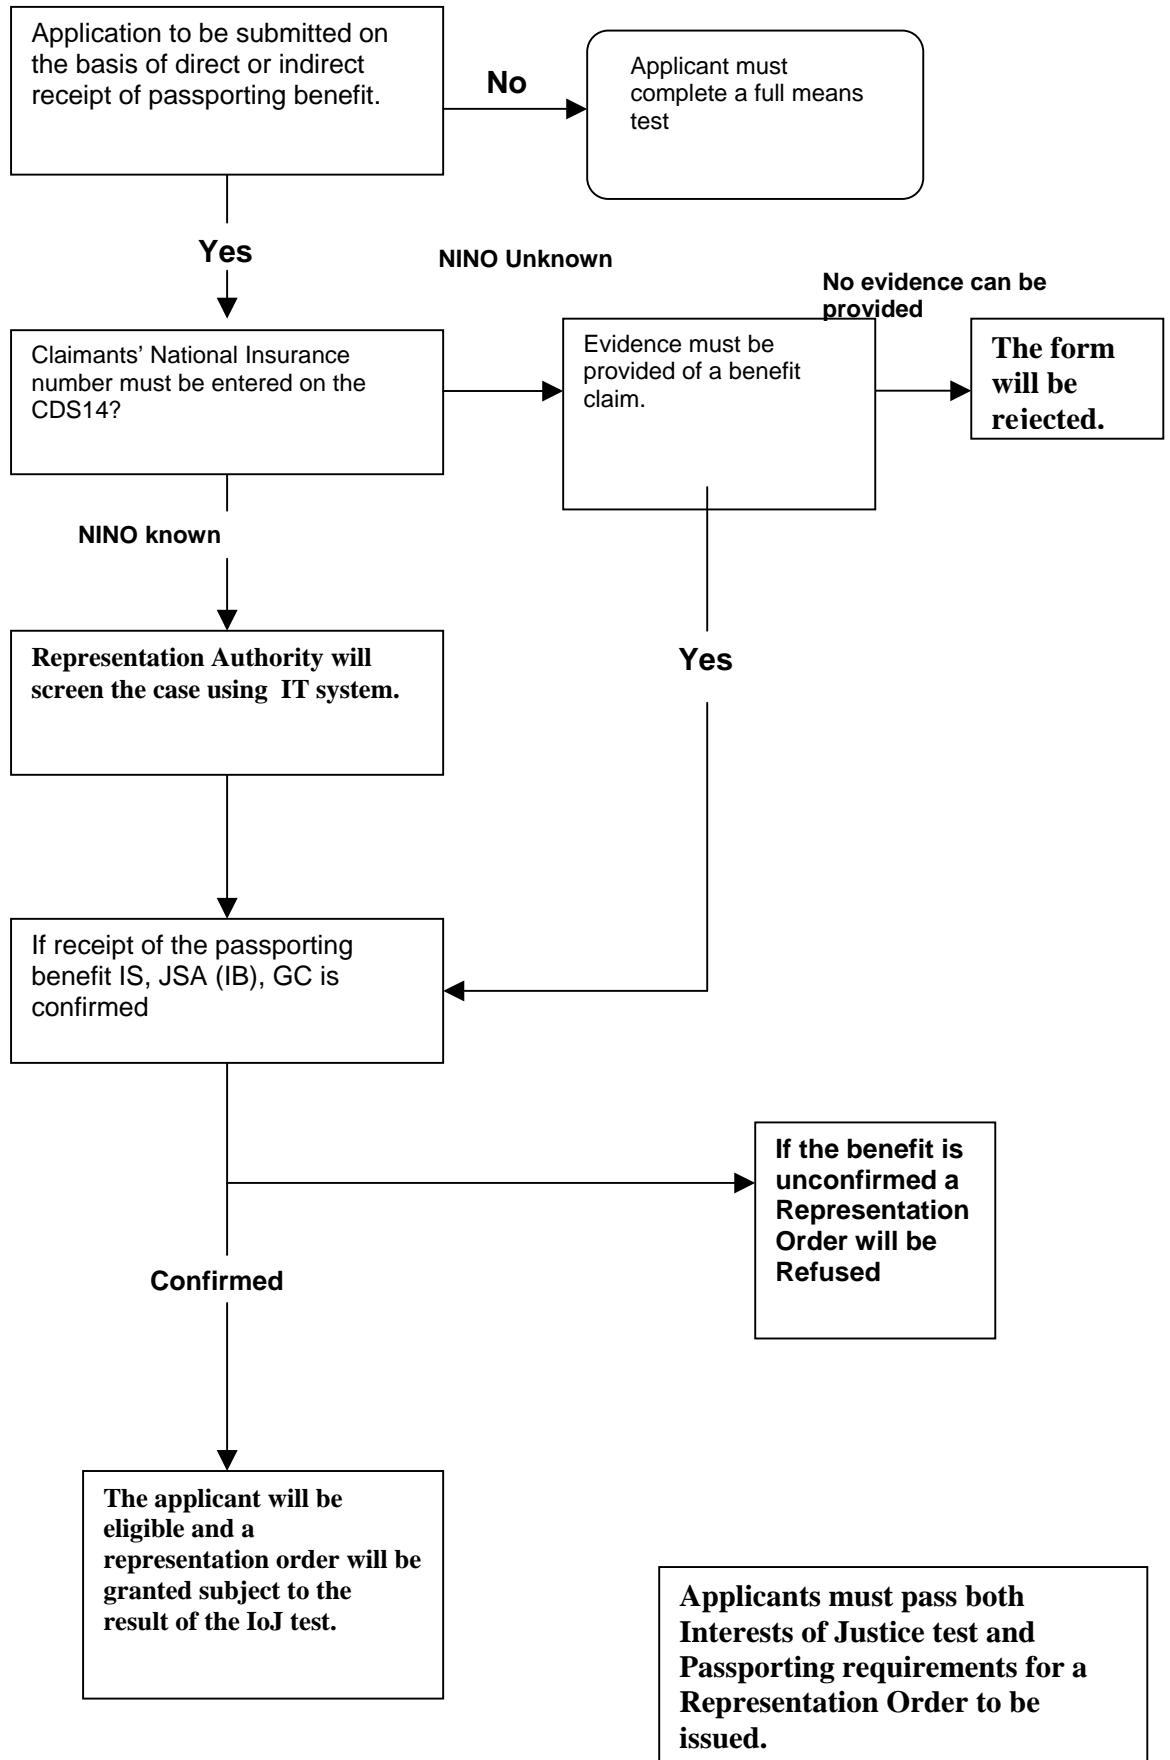 Application to be submitted on
the basis of direct or indirect
receipt of passporting benefit.
No
Applicant must
complete a full means
test
Yes
NINO Unknown
No evidence can be
provided
Claimants’ National Insurance
number must be entered on the
CDS14?
Evidence must be
provided of a benefit
claim.
The form
will be
rejected.
NINO known
Representation Authority will
screen the case using IT system.
Yes
If receipt of the passporting
benefit IS, JSA (IB), GC is
confirmed
If the benefit is
unconfirmed a
Representation
Order will be
Refused
Confirmed
The applicant will be
eligible and a
representation order will be
granted subject to the
result of the IoJ test.
Applicants must pass both
Interests of Justice test and
Passporting requirements for a
Representation Order to be
issued.